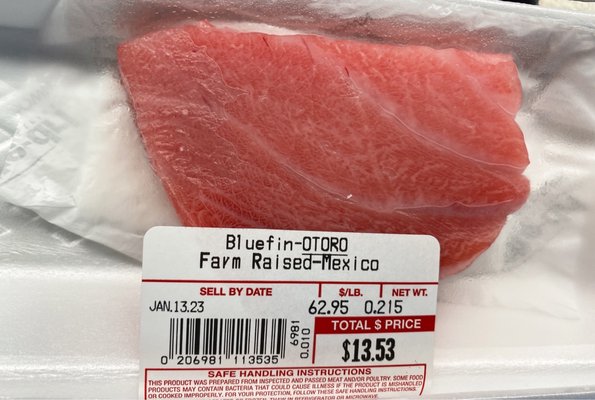 Bluefin-OTORO
Farm Raised-Mexico
SELL BY DATE $/LB. NET WT.
JAN.13.23 62.95 0.215
TOTAL $ PRICE
$13.53
6981
0.010
0 206981 113535
SAFE HANDLING INSTRUCTIONS
THIS PRODUCT WAS PREPARED FROM INSPECTED AND PASSED MEAT AND/OR POULTRY. SOME FOOD
PRODUCTS MAY CONTAIN BACTERIA THAT COULD CAUSE ILLNESS IF THE PRODUCT IS MISHANDLED
OR COOKED IMPROPERLY. FOR YOUR PROTECTION, FOLLOW THESE SAFE HANDLING INSTRUCTIONS.